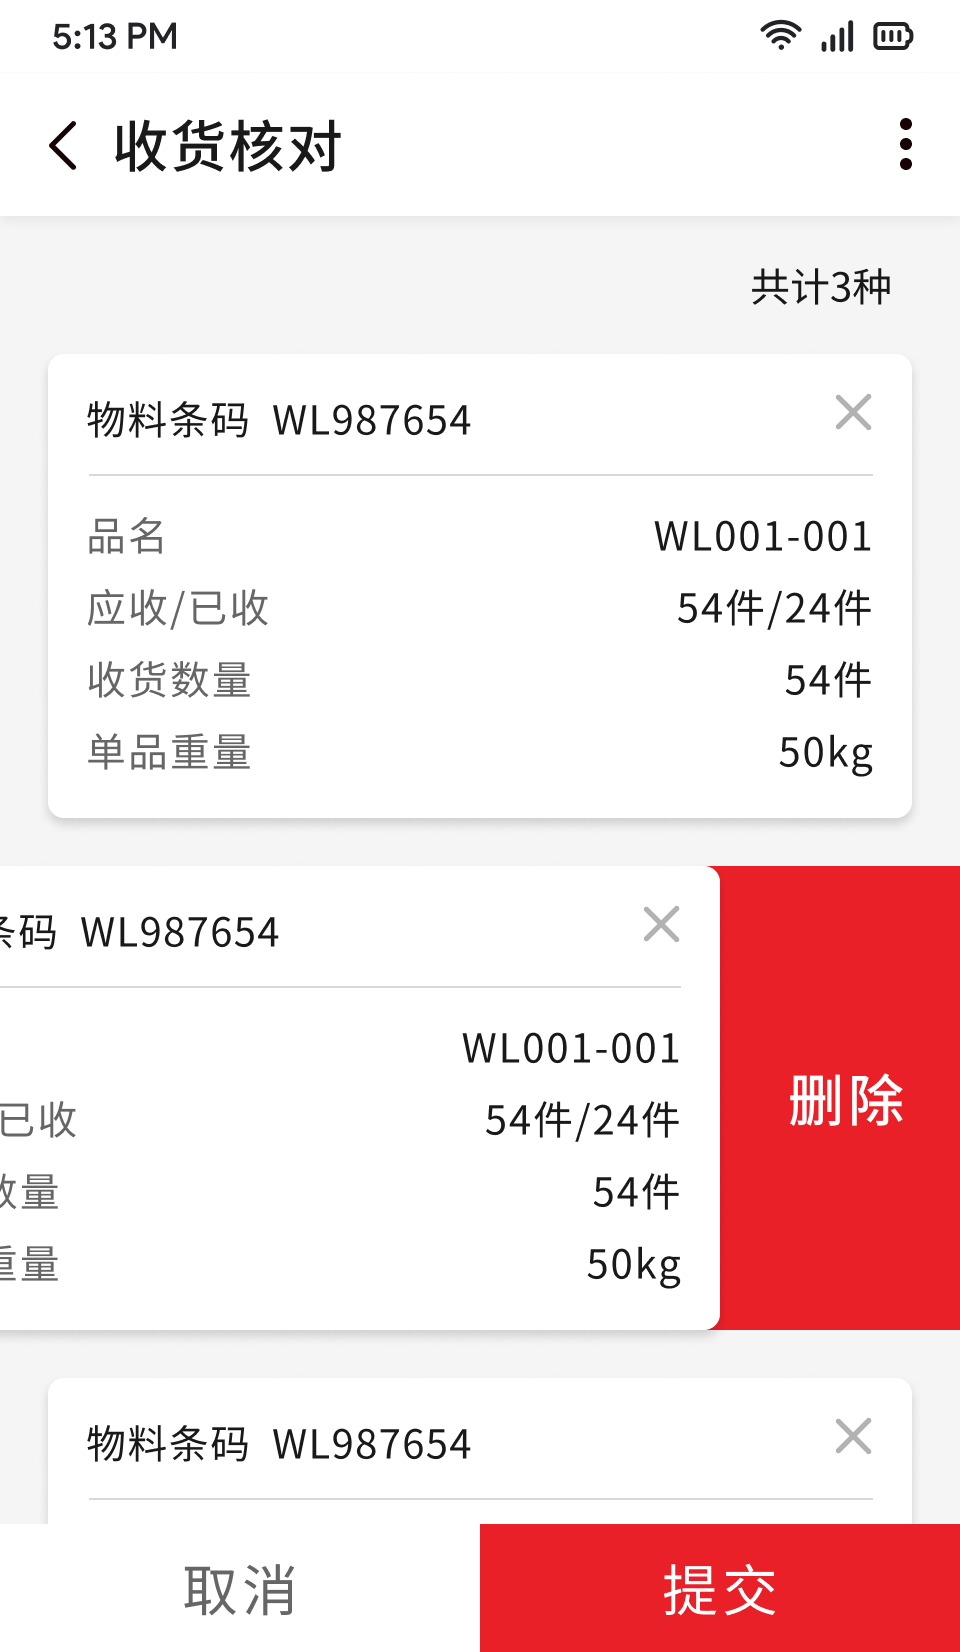 5:13 PM
收货核对
共计3种
物料条码 WL987654
品名 WL001-001
应收/已收 54件/24件
收货数量 54件
单品重量 50kg
条码 WL987654
WL001-001
已收 54件/24件
数量 54件
重量 50kg
删除
物料条码 WL987654
取消 提交